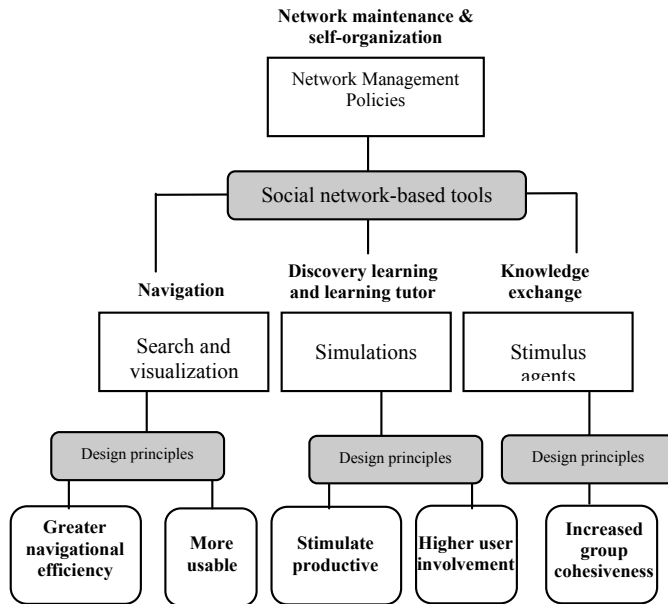 Network maintenance &
self-organization
Network Management
Policies
Social network-based tools
Navigation
Discovery learning
and learning tutor
Knowledge
exchange
Search and
visualization
Simulations
Stimulus
agents
Design principles
Design principles
Design principles
Greater
navigational
efficiency
More
usable
Stimulate
productive
Higher user
involvement
Increased
group
cohesiveness